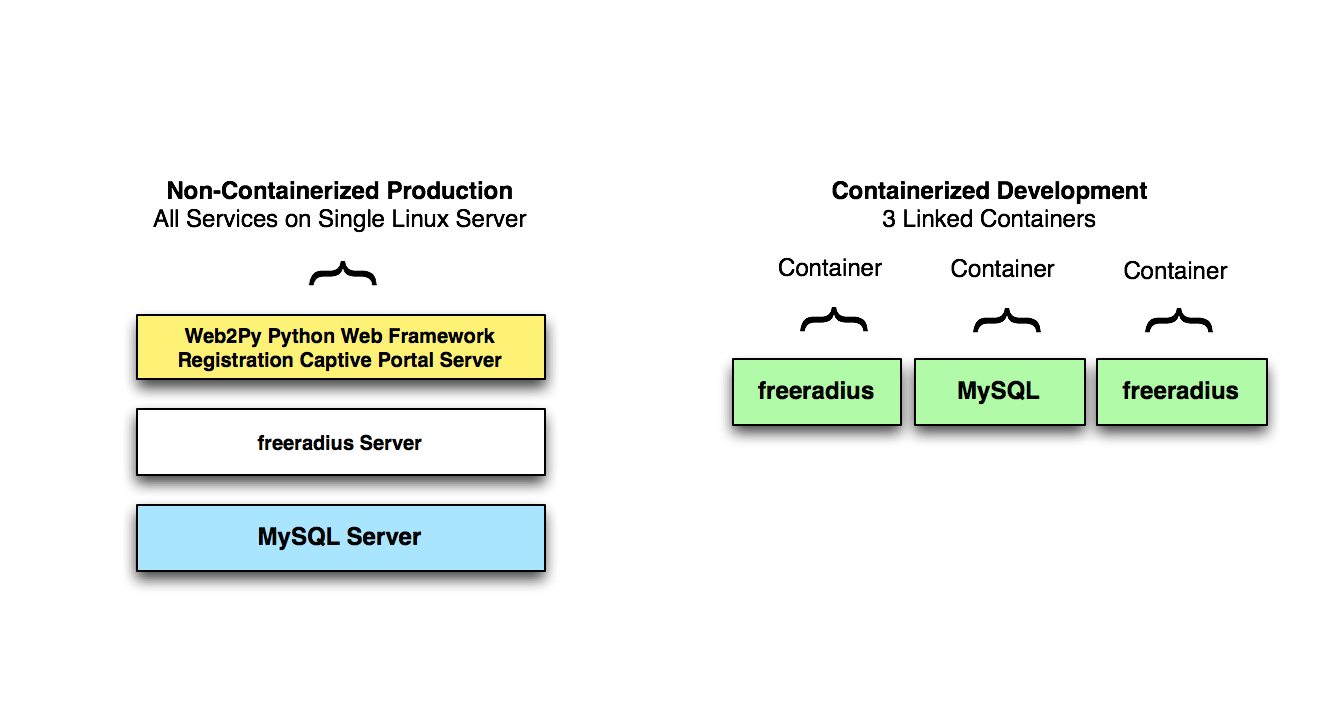 Non-Containerized Production
All Services on Single Linux Server
Web2Py Python Web Framework
Registration Captive Portal Server
freeradius Server
MySQL Server
Containerized Development
3 Linked Containers
Container
Container
Container
freeradius
MySQL
freeradius